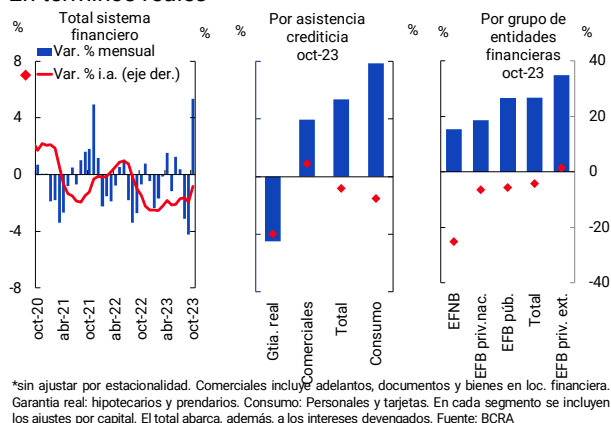 Total sistema
financiero
Por asistencia
crediticia
oct-23
Por grupo de
entidades
financieras
oct-23
%
%
%
%
Var. % mensual
Var. % i.a. (eje der.)
8
4
0
-4
-8
40
20
0
-20
-40
oct-20
abr-21
oct-21
abr-22
oct-22
abr-23
oct-23
Gtia. real
Comerciales
Total
Consumo
EFNB
EFB priv.nac.
EFB púb.
Total
EFB priv. ext.
*sin ajustar por estacionalidad. Comerciales incluye adelantos, documentos y bienes en loc. financiera.
Garantia real: hipotecarios y prendarios. Consumo: Personales y tarjetas. En cada segmento se incluyen
los ajustes por capital. El total abarca, además, a los intereses devengados. Fuente: BCRA